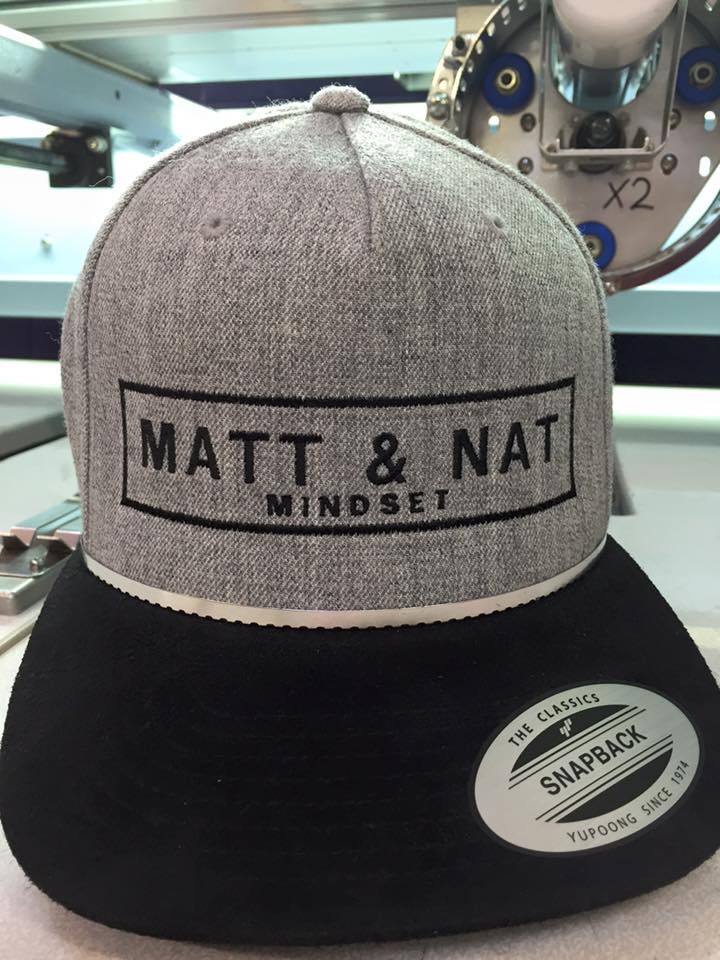 X2
MATT & NAT
MINDSET
THE CLASSICS
SNAPBACK
YUPOONG SINCE 1974